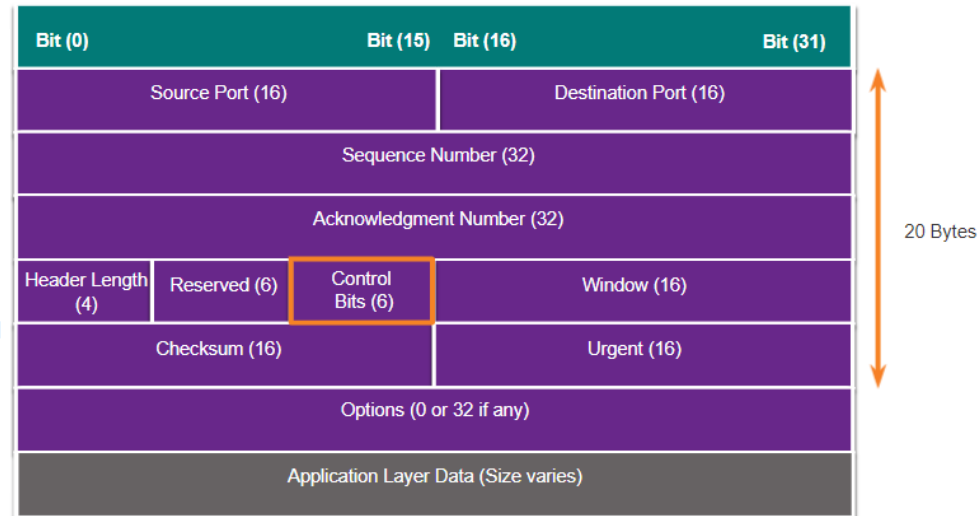 Bit (0) Bit (15) Bit (16) Bit (31)
Source Port (16) Destination Port (16)
Sequence Number (32)
Acknowledgment Number (32)
20 Bytes
Header Length
(4)
Reserved (6)
Control
Bits (6)
Window (16)
Checksum (16) Urgent (16)
Options (0 or 32 if any)
Application Layer Data (Size varies)